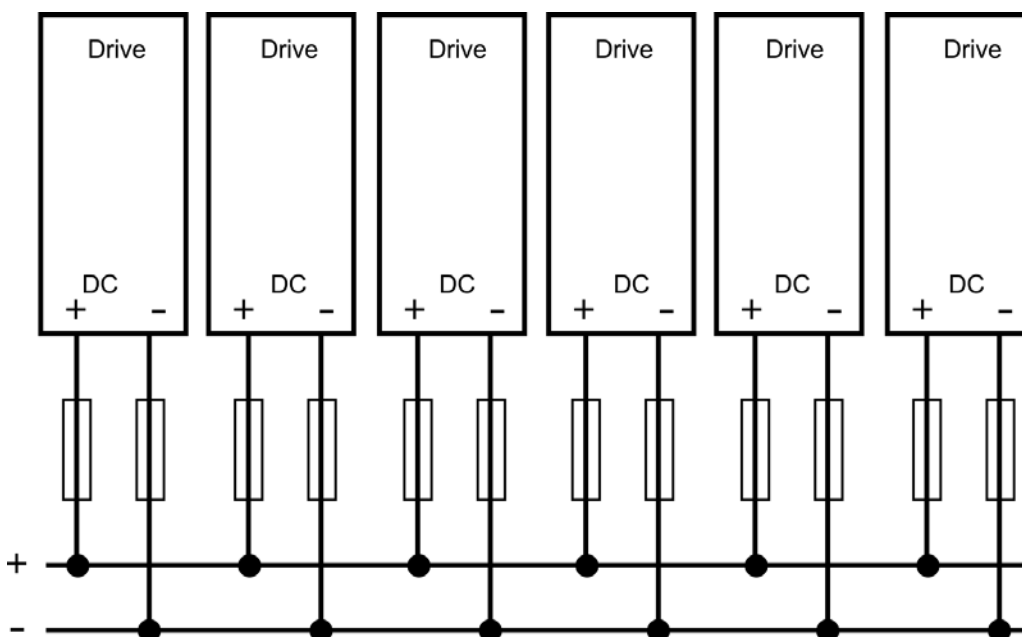 Drive Drive Drive Drive Drive Drive
DC DC DC DC DC DC
+ - + - + - + - + - + -
+
-